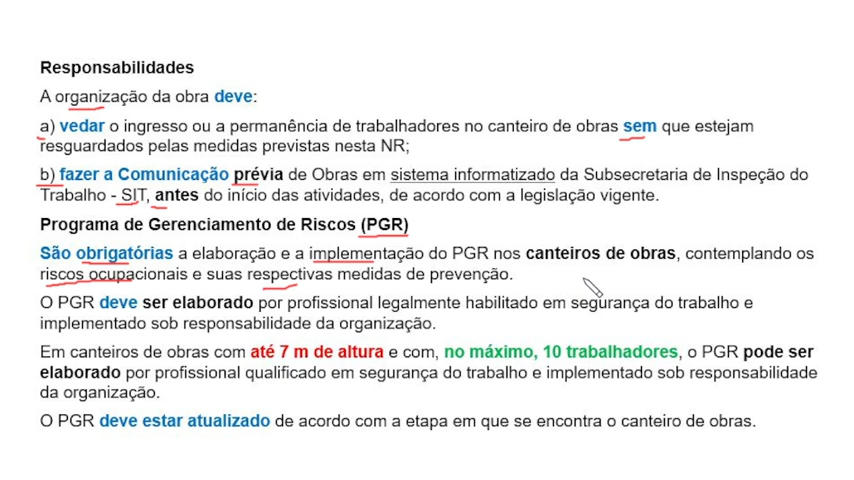 Responsabilidades
A organização da obra deve:
a) vedar o ingresso ou a permanência de trabalhadores no canteiro de obras sem que estejam
resguardados pelas medidas previstas nesta NR;
b) fazer a Comunicação prévia de Obras em sistema informatizado da Subsecretaria de Inspeção do
Trabalho - SIT, antes do início das atividades, de acordo com a legislação vigente.
Programa de Gerenciamento de Riscos (PGR)
São obrigatórias a elaboração e a implementação do PGR nos canteiros de obras, contemplando os
riscos ocupacionais e suas respectivas medidas de prevenção.
O PGR deve ser elaborado por profissional legalmente habilitado em segurança do trabalho e
implementado sob responsabilidade da organização.
Em canteiros de obras com até 7 m de altura e com, no máximo, 10 trabalhadores, o PGR pode ser
elaborado por profissional qualificado em segurança do trabalho e implementado sob responsabilidade
da organização.
O PGR deve estar atualizado de acordo com a etapa em que se encontra o canteiro de obras.